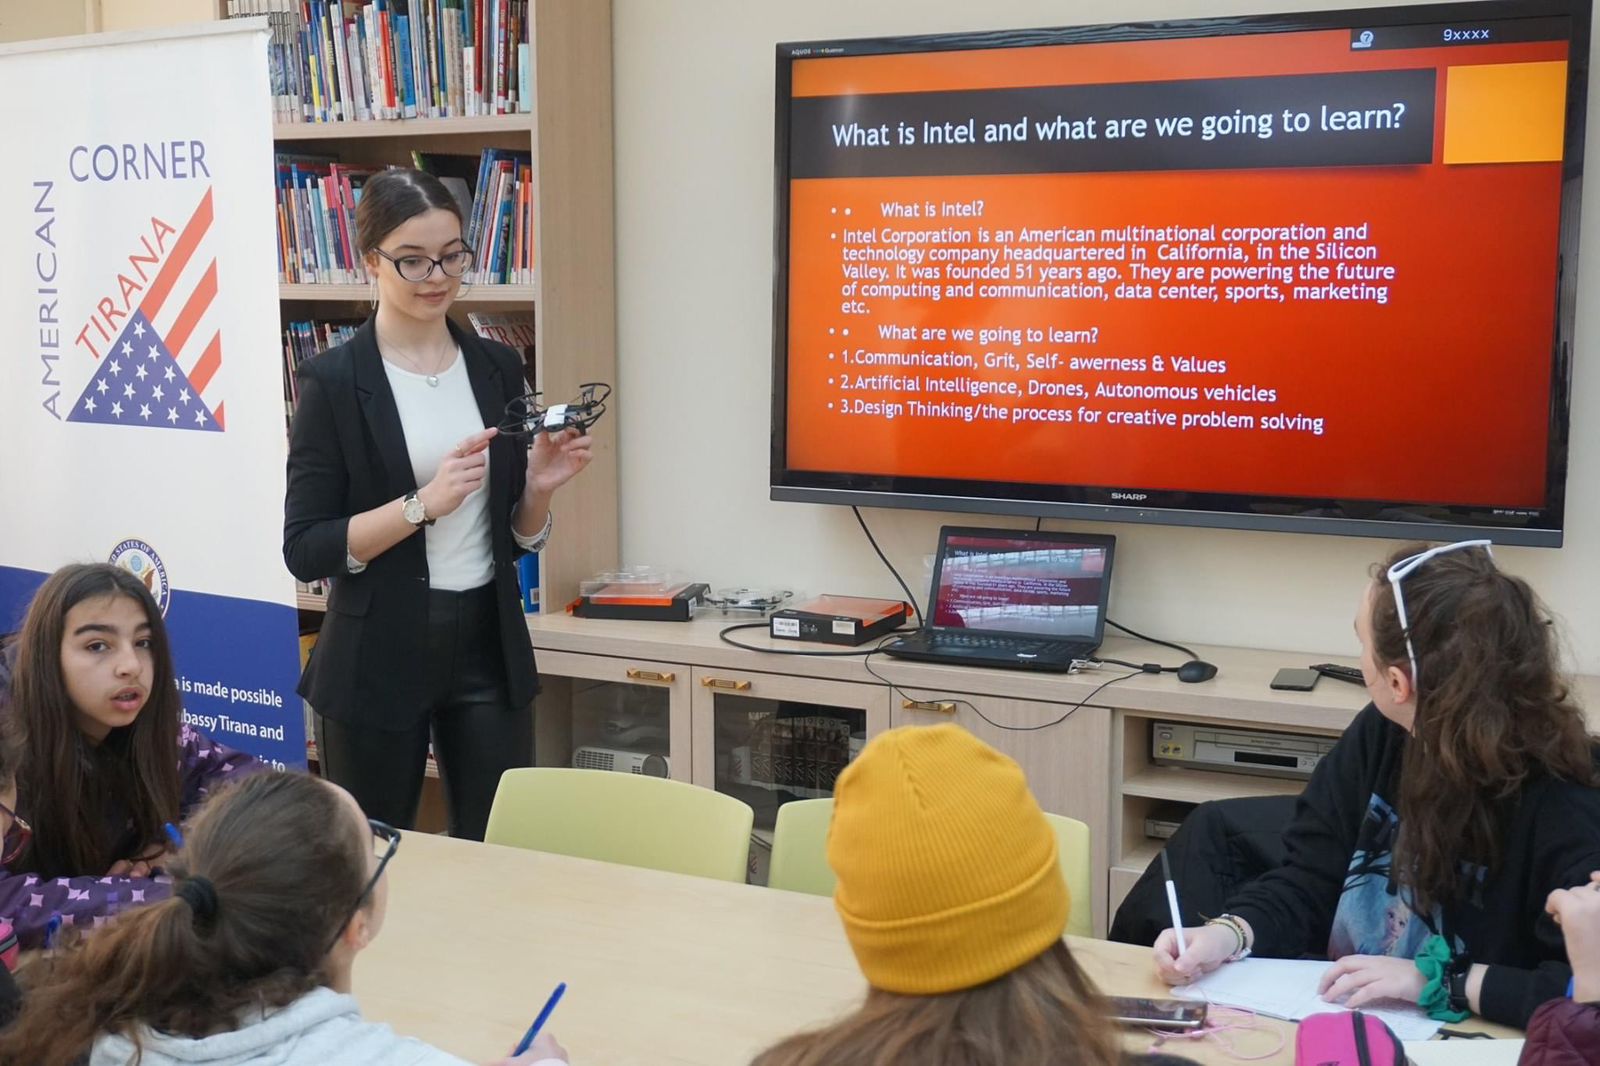 AMERICAN
CORNER
TIRANA
is made possible
Embassy Tirana and
to
AQUOS
9xxxx
What is Intel and what are we going to learn?
• • What is Intel?
• Intel Corporation is an American multinational corporation and
technology company headquartered in California, in the Silicon
Valley. It was founded 51 years ago. They are powering the future
of computing and communication, data center, sports, marketing
etc.
• • What are we going to learn?
• 1.Communication, Grit, Self- awerness & Values
• 2.Artificial Intelligence, Drones, Autonomous vehicles
• 3.Design Thinking/the process for creative problem solving
SHARP